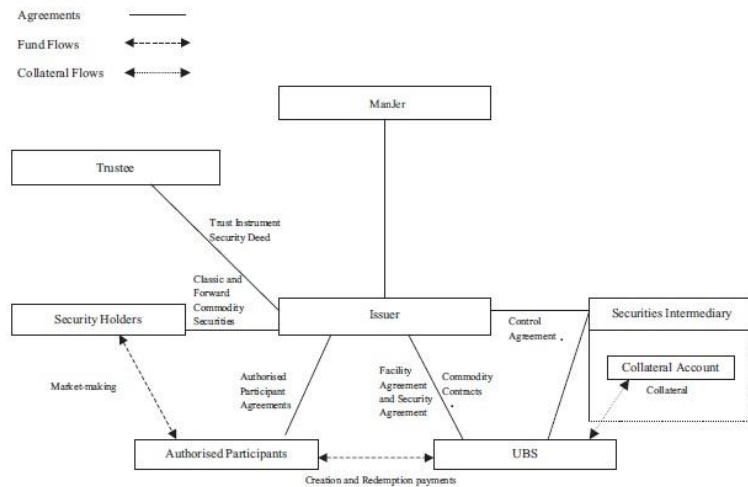 Agreements
Fund Flows
Collateral Flows
ManJer
Trustee
Trust Instrument
Security Deed
Classic and
Forward
Commodity
Securities
Security Holders
Issuer
Securities Intermediary
Control
Agreement .
Collateral Account
Collateral
Market-making
Authorised
Participant
Agreements
Facility
Agreement
and Security
Agreement
Commodity
Contracts
.
Authorised Participants
UBS
Creation and Redemption payments